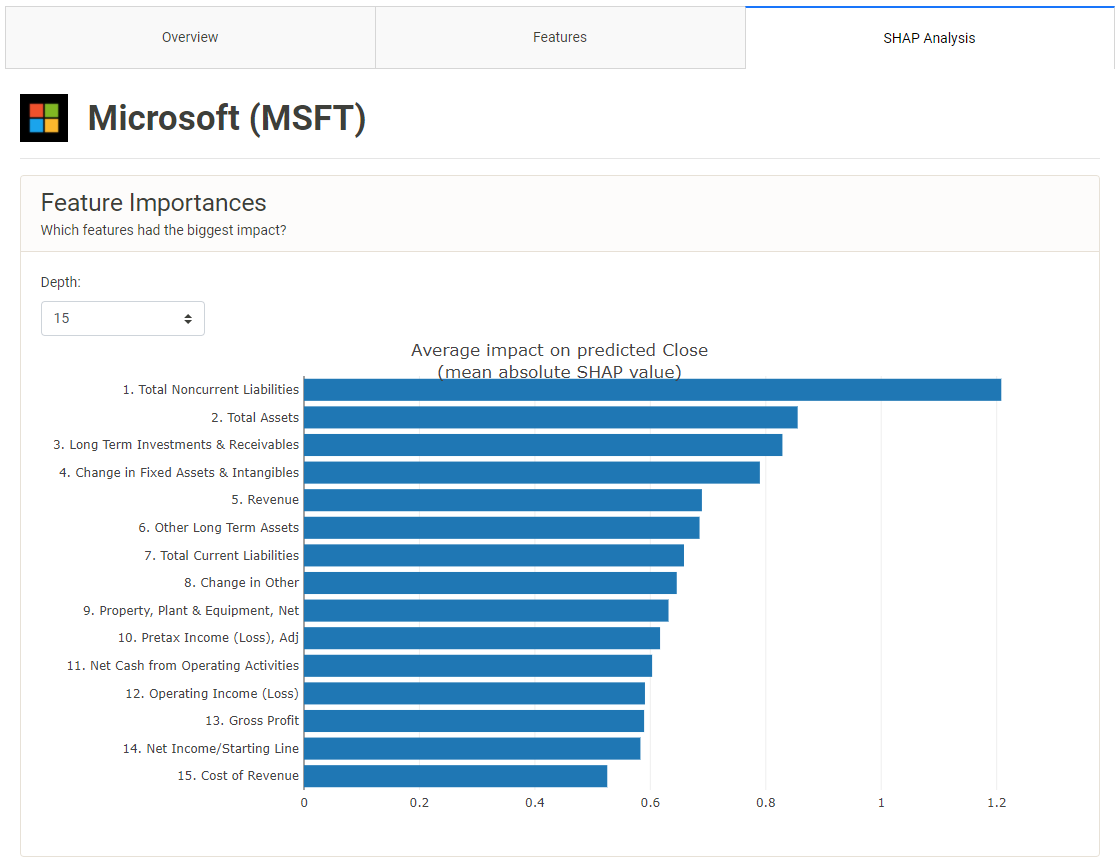 Overview
Features
SHAP Analysis
Microsoft (MSFT)
Feature Importances
Which features had the biggest impact?
Depth:
15
Average impact on predicted Close
(mean absolute SHAP value)
1. Total Noncurrent Liabilities
2. Total Assets
3. Long Term Investments & Receivables
4. Change in Fixed Assets & Intangibles
5. Revenue
6. Other Long Term Assets
7. Total Current Liabilities
8. Change in Other
9. Property, Plant & Equipment, Net
10. Pretax Income (Loss), Adj
11. Net Cash from Operating Activities
12. Operating Income (Loss)
13. Gross Profit
14. Net Income/Starting Line
15. Cost of Revenue
0 0.2 0.4 0.6 0.8 1 1.2